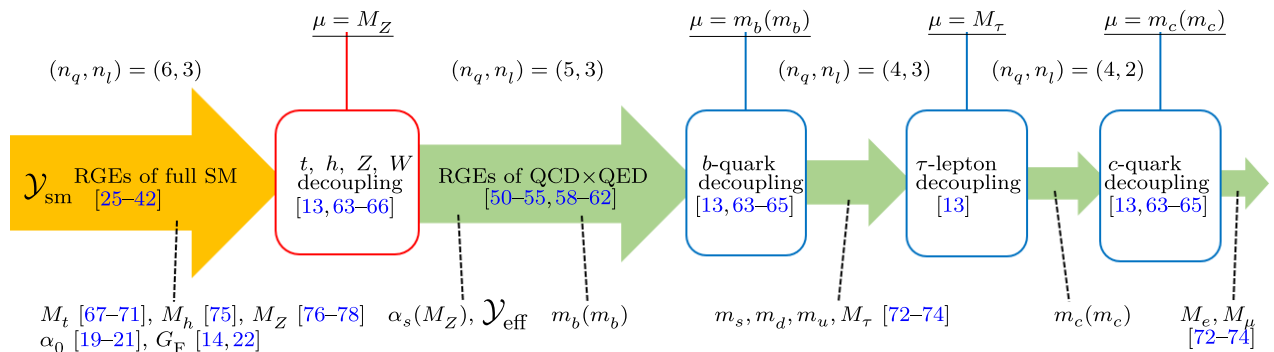 μ = M_Z
μ = m_b(m_b)
μ = M_τ
μ = m_c(m_c)
(n_q, n_l) = (6, 3)
(n_q, n_l) = (5, 3)
(n_q, n_l) = (4, 3)
(n_q, n_l) = (4, 2)
𝒴_sm
RGEs of full SM
[25–42]
t, h, Z, W
decoupling
[13, 63–66]
RGEs of QCD×QED
[50–55, 58–62]
b-quark
decoupling
[13, 63–65]
τ-lepton
decoupling
[13]
c-quark
decoupling
[13, 63–65]
M_t [67–71], M_h [75], M_Z [76–78]
α_0 [19–21], G_F [14, 22]
α_s(M_Z), 𝒴_eff
m_b(m_b)
m_s, m_d, m_u, M_τ [72–74]
m_c(m_c)
M_e, M_μ
[72–74]